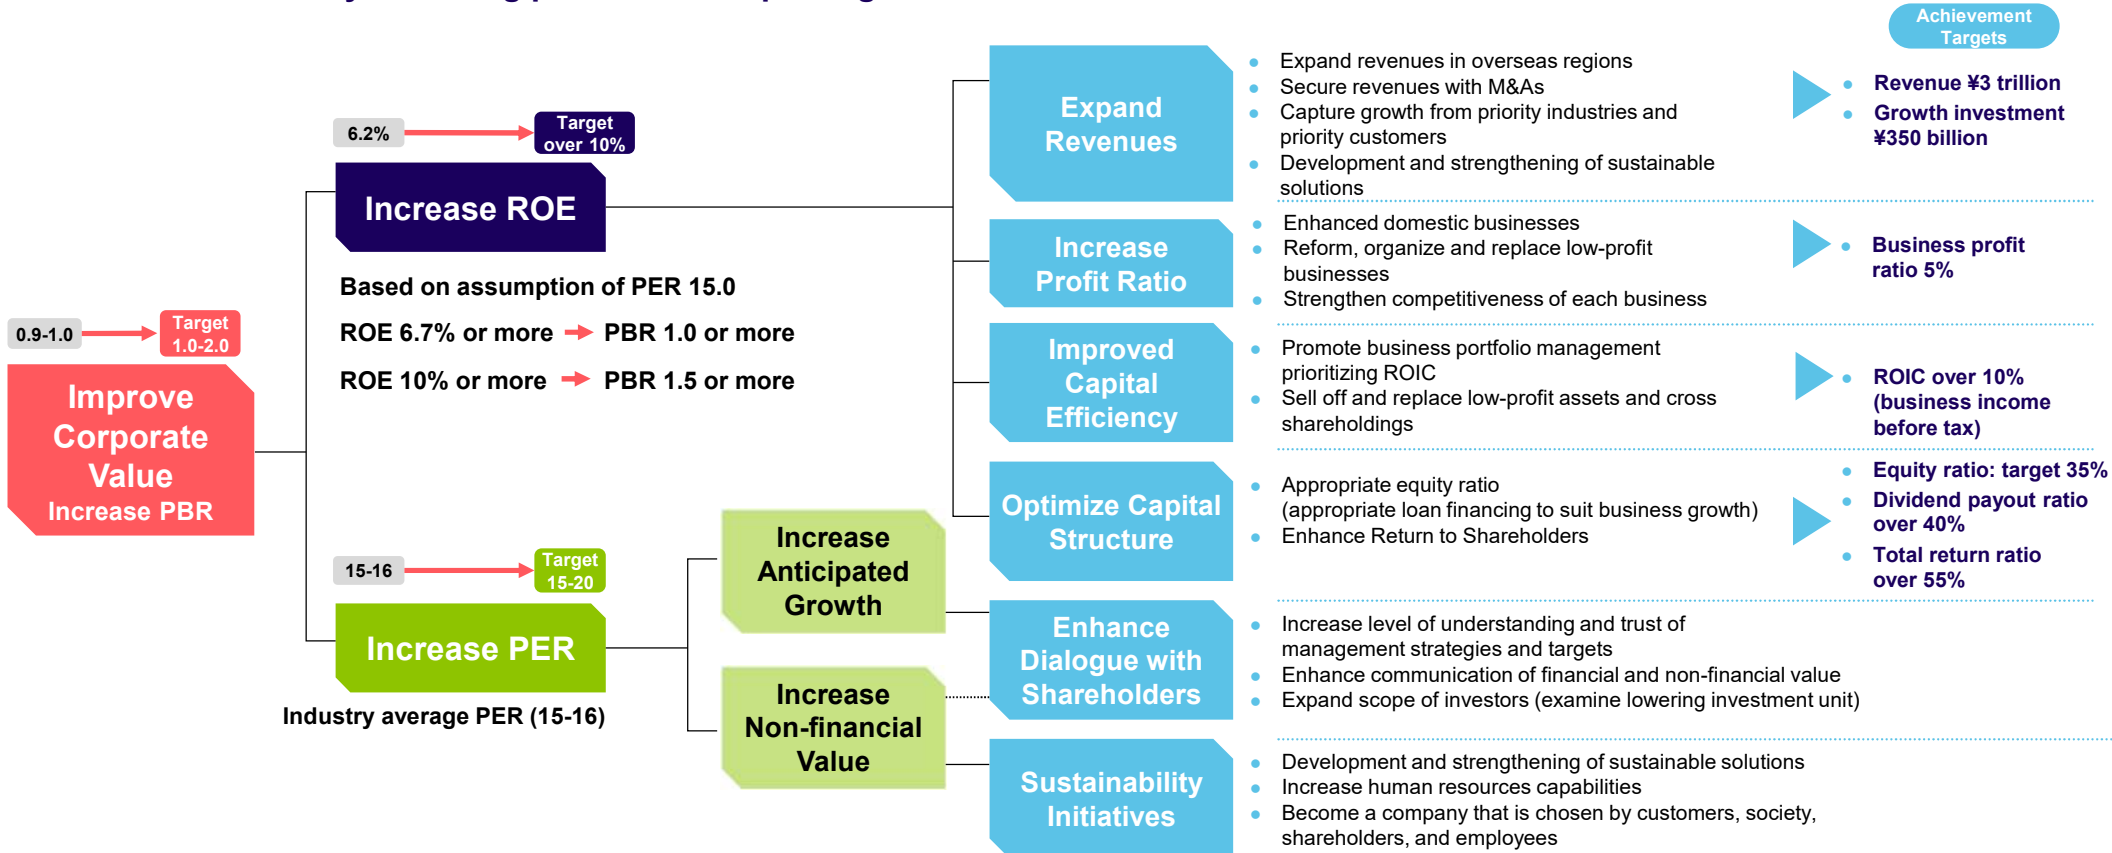 Achievement
Targets
0.9-1.0
Target
1.0-2.0
Improve
Corporate
Value
Increase PBR
6.2%
Target
over 10%
Increase ROE
Based on assumption of PER 15.0
ROE 6.7% or more → PBR 1.0 or more
ROE 10% or more → PBR 1.5 or more
15-16
Target
15-20
Increase PER
Industry average PER (15-16)
Increase
Anticipated
Growth
Increase
Non-financial
Value
Expand
Revenues
● Expand revenues in overseas regions
● Secure revenues with M&As
● Capture growth from priority industries and
priority customers
● Development and strengthening of sustainable
solutions
● Revenue ¥3 trillion
● Growth investment
¥350 billion
Increase
Profit Ratio
● Enhanced domestic businesses
● Reform, organize and replace low-profit
businesses
● Strengthen competitiveness of each business
● Business profit
ratio 5%
Improved
Capital
Efficiency
● Promote business portfolio management
prioritizing ROIC
● Sell off and replace low-profit assets and cross
shareholdings
● ROIC over 10%
(business income
before tax)
Optimize Capital
Structure
● Appropriate equity ratio
(appropriate loan financing to suit business growth)
● Enhance Return to Shareholders
● Equity ratio: target 35%
● Dividend payout ratio
over 40%
● Total return ratio
over 55%
Enhance
Dialogue with
Shareholders
● Increase level of understanding and trust of
management strategies and targets
● Enhance communication of financial and non-financial value
● Expand scope of investors (examine lowering investment unit)
Sustainability
Initiatives
● Development and strengthening of sustainable solutions
● Increase human resources capabilities
● Become a company that is chosen by customers, society,
shareholders, and employees